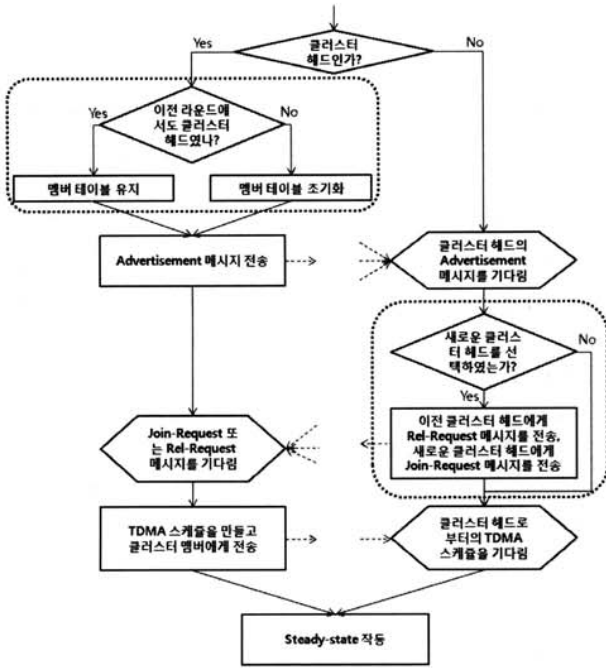 클러스터
헤드인가?
Yes
No
이전 라운드에
서도 클러스터
헤드였나?
Yes
No
멤버 테이블 유지
멤버 테이블 초기화
Advertisement 메시지 전송
클러스터 헤드의
Advertisement
메시지를 기다림
새로운 클러스
터 헤드를 선
택하였는가?
No
Yes
이전 클러스터 헤드에게
Rel-Request 메시지를 전송,
새로운 클러스터 헤드에게
Join-Request 메시지를 전송
Join-Request 또
는 Rel-Request
메시지를 기다림
TDMA 스케쥴을 만들고
클러스터 멤버에게 전송
클러스터 헤드로
부터의 TDMA
스케쥴을 기다림
Steady-state 작동